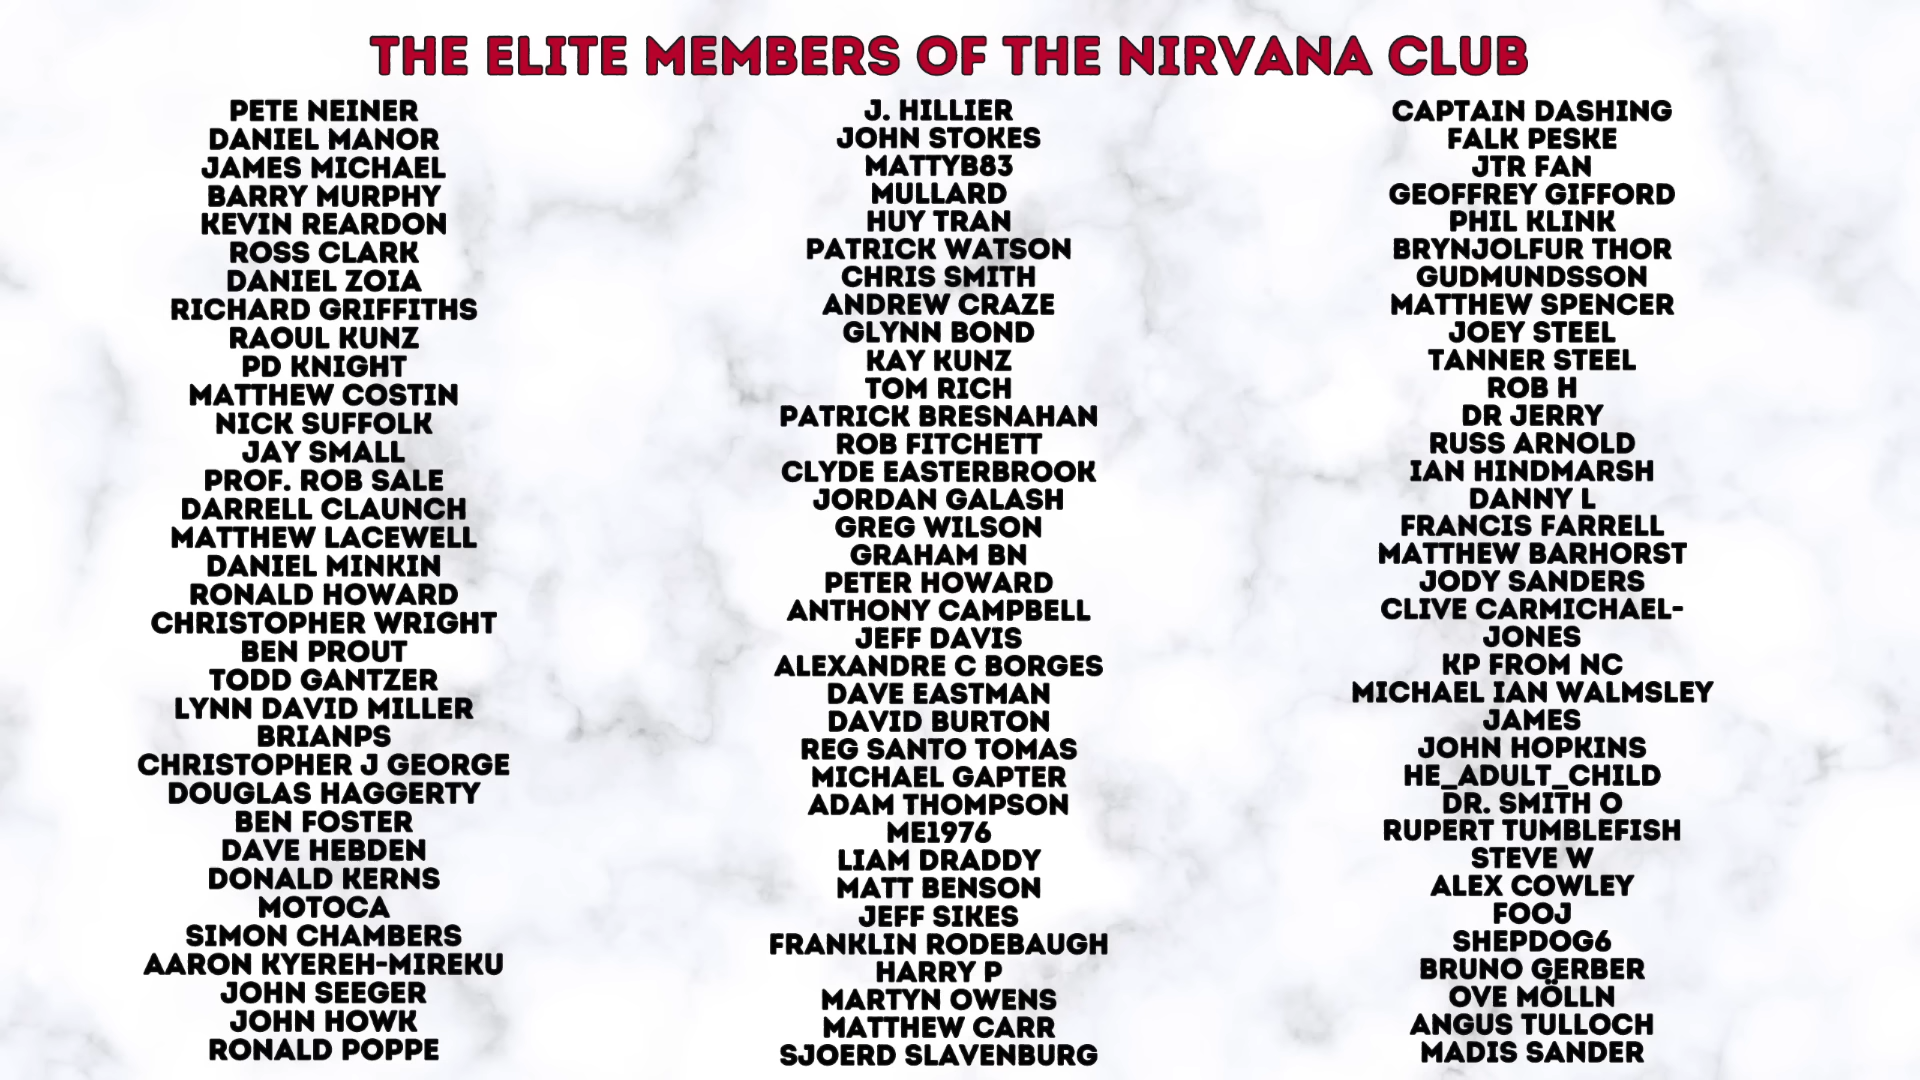 THE ELITE MEMBERS OF THE NIRVANA CLUB
PETE NEINER
DANIEL MANOR
JAMES MICHAEL
BARRY MURPHY
KEVIN REARDON
ROSS CLARK
DANIEL ZOIA
RICHARD GRIFFITHS
RAOUL KUNZ
PD KNIGHT
MATTHEW COSTIN
NICK SUFFOLK
JAY SMALL
PROF. ROB SALE
DARRELL CLAUNCH
MATTHEW LACEWELL
DANIEL MINKIN
RONALD HOWARD
CHRISTOPHER WRIGHT
BEN PROUT
TODD GANTZER
LYNN DAVID MILLER
BRIANPS
CHRISTOPHER J GEORGE
DOUGLAS HAGGERTY
BEN FOSTER
DAVE HEBDEN
DONALD KERNS
MOTOCA
SIMON CHAMBERS
AARON KYEREH-MIREKU
JOHN SEEGER
JOHN HOWK
RONALD POPPE
J. HILLIER
JOHN STOKES
MATTYB83
MULLARD
HUY TRAN
PATRICK WATSON
CHRIS SMITH
ANDREW CRAZE
GLYNN BOND
KAY KUNZ
TOM RICH
PATRICK BRESNAHAN
ROB FITCHETT
CLYDE EASTERBROOK
JORDAN GALASH
GREG WILSON
GRAHAM BN
PETER HOWARD
ANTHONY CAMPBELL
JEFF DAVIS
ALEXANDRE C BORGES
DAVE EASTMAN
DAVID BURTON
REG SANTO TOMAS
MICHAEL GAPTER
ADAM THOMPSON
ME1976
LIAM DRADDY
MATT BENSON
JEFF SIKES
FRANKLIN RODEBAUGH
HARRY P
MARTYN OWENS
MATTHEW CARR
SJOERD SLAVENBURG
CAPTAIN DASHING
FALK PESKE
JTR FAN
GEOFFREY GIFFORD
PHIL KLINK
BRYNJOLFUR THOR
GUDMUNDSSON
MATTHEW SPENCER
JOEY STEEL
TANNER STEEL
ROB H
DR JERRY
RUSS ARNOLD
IAN HINDMARSH
DANNY L
FRANCIS FARRELL
MATTHEW BARHORST
JODY SANDERS
CLIVE CARMICHAEL-
JONES
KP FROM NC
MICHAEL IAN WALMSLEY
JAMES
JOHN HOPKINS
HE_ADULT_CHILD
DR. SMITH O
RUPERT TUMBLEFISH
STEVE W
ALEX COWLEY
FOOJ
SHEPDOG6
BRUNO GERBER
OVE MÖLLN
ANGUS TULLOCH
MADIS SANDER